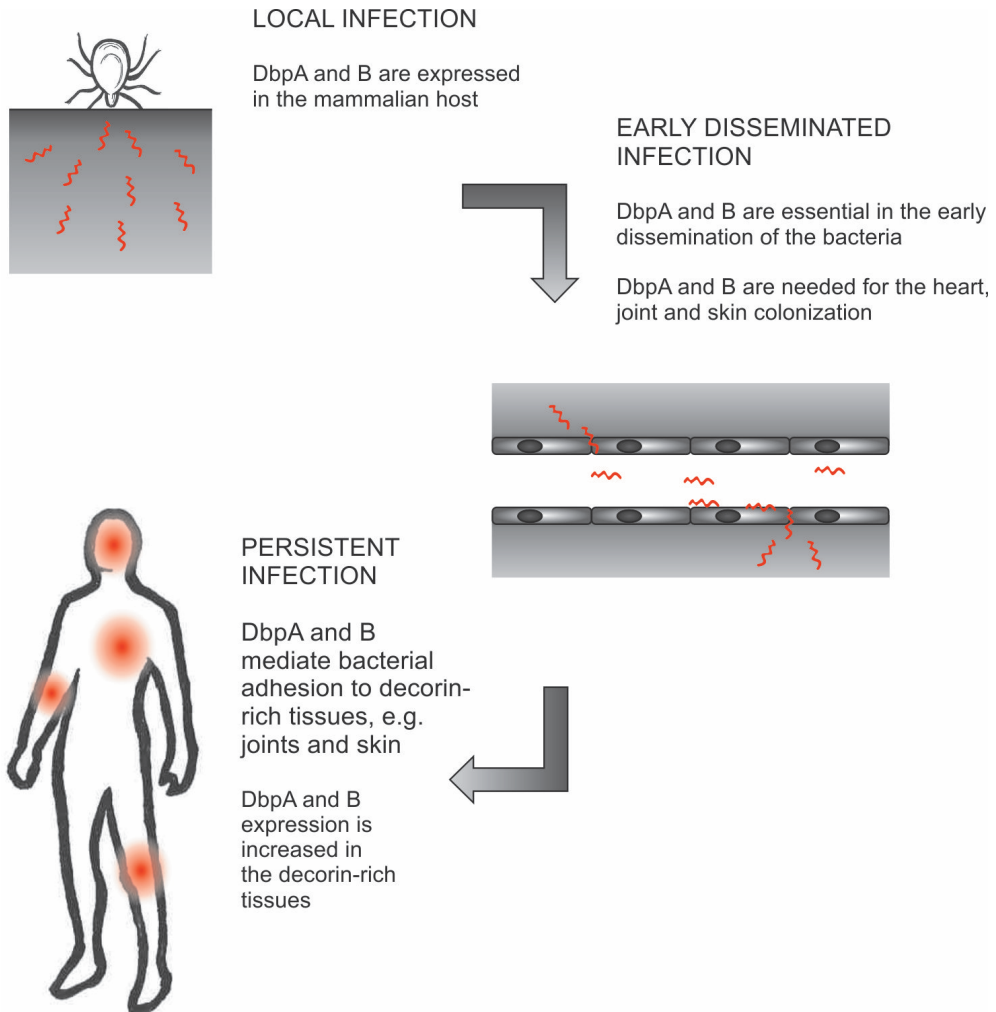 LOCAL INFECTION
DbpA and B are expressed
in the mammalian host
EARLY DISSEMINATED
INFECTION
DbpA and B are essential in the early
dissemination of the bacteria
DbpA and B are needed for the heart,
joint and skin colonization
PERSISTENT
INFECTION
DbpA and B
mediate bacterial
adhesion to decorin-
rich tissues, e.g.
joints and skin
DbpA and B
expression is
increased in
the decorin-rich
tissues